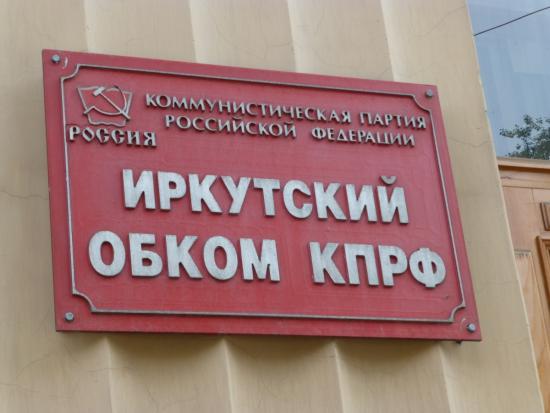 РОССИЯ
КОММУНИСТИЧЕСКАЯ ПАРТИЯ
РОССИЙСКОЙ ФЕДЕРАЦИИ
ИРКУТСКИЙ
ОБКОМ КПРФ